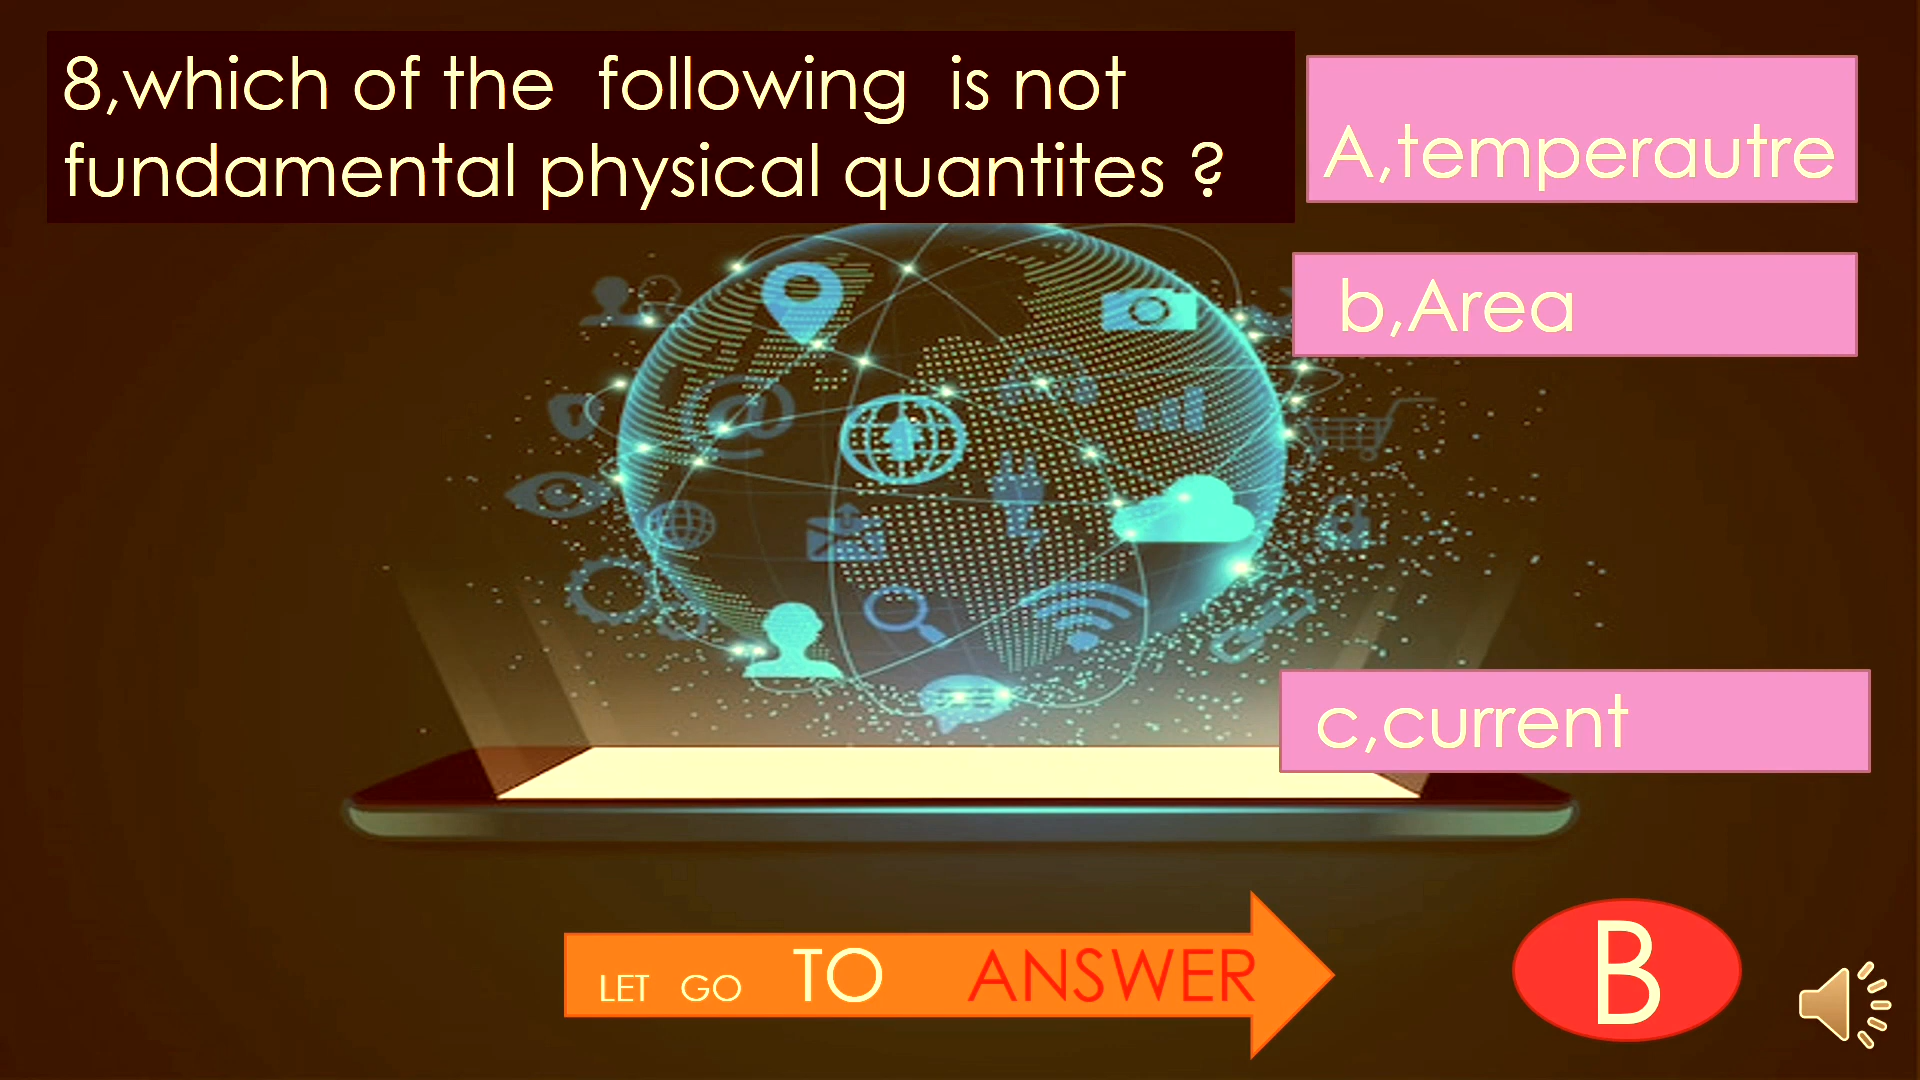 8,which of the following is not
fundamental physical quantites ?
A,temperautre
b,Area
c,current
LET GO TO ANSWER
B